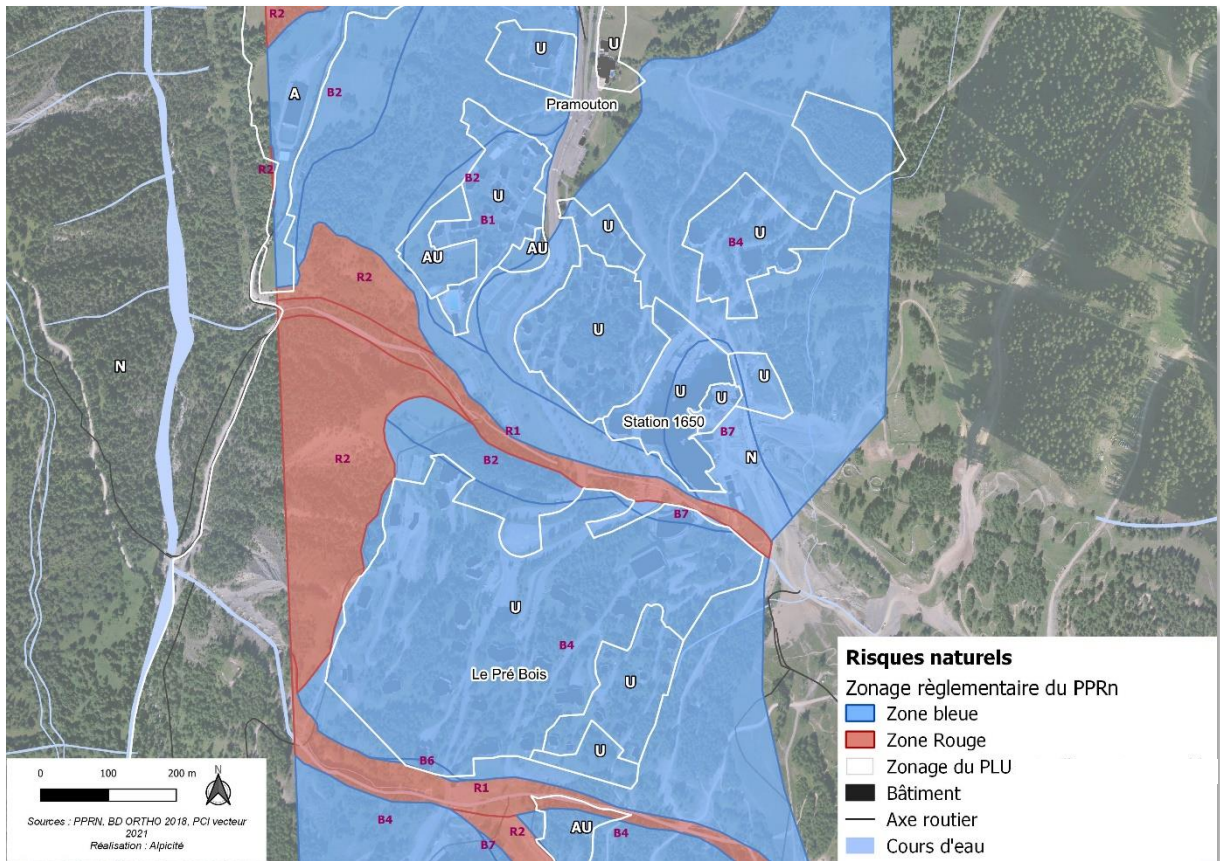 R2
U
U
Pramouton
A
B2
R2
B2
U
B1
U
B4
U
AU
AU
R2
N
U
U
U
U
Station 1650
B7
R1
B2
R2
N
B7
U
B4
Le Pré Bois
U
U
B6
R1
B4
R2
AU
B4
B7
0 100 200 m
N
Sources : PPRN, BD ORTHO 2018, PCI vecteur
2021
Réalisation : Alpicité
Risques naturels
Zonage règlementaire du PPRn
Zone bleue
Zone Rouge
Zonage du PLU
Bâtiment
Axe routier
Cours d'eau